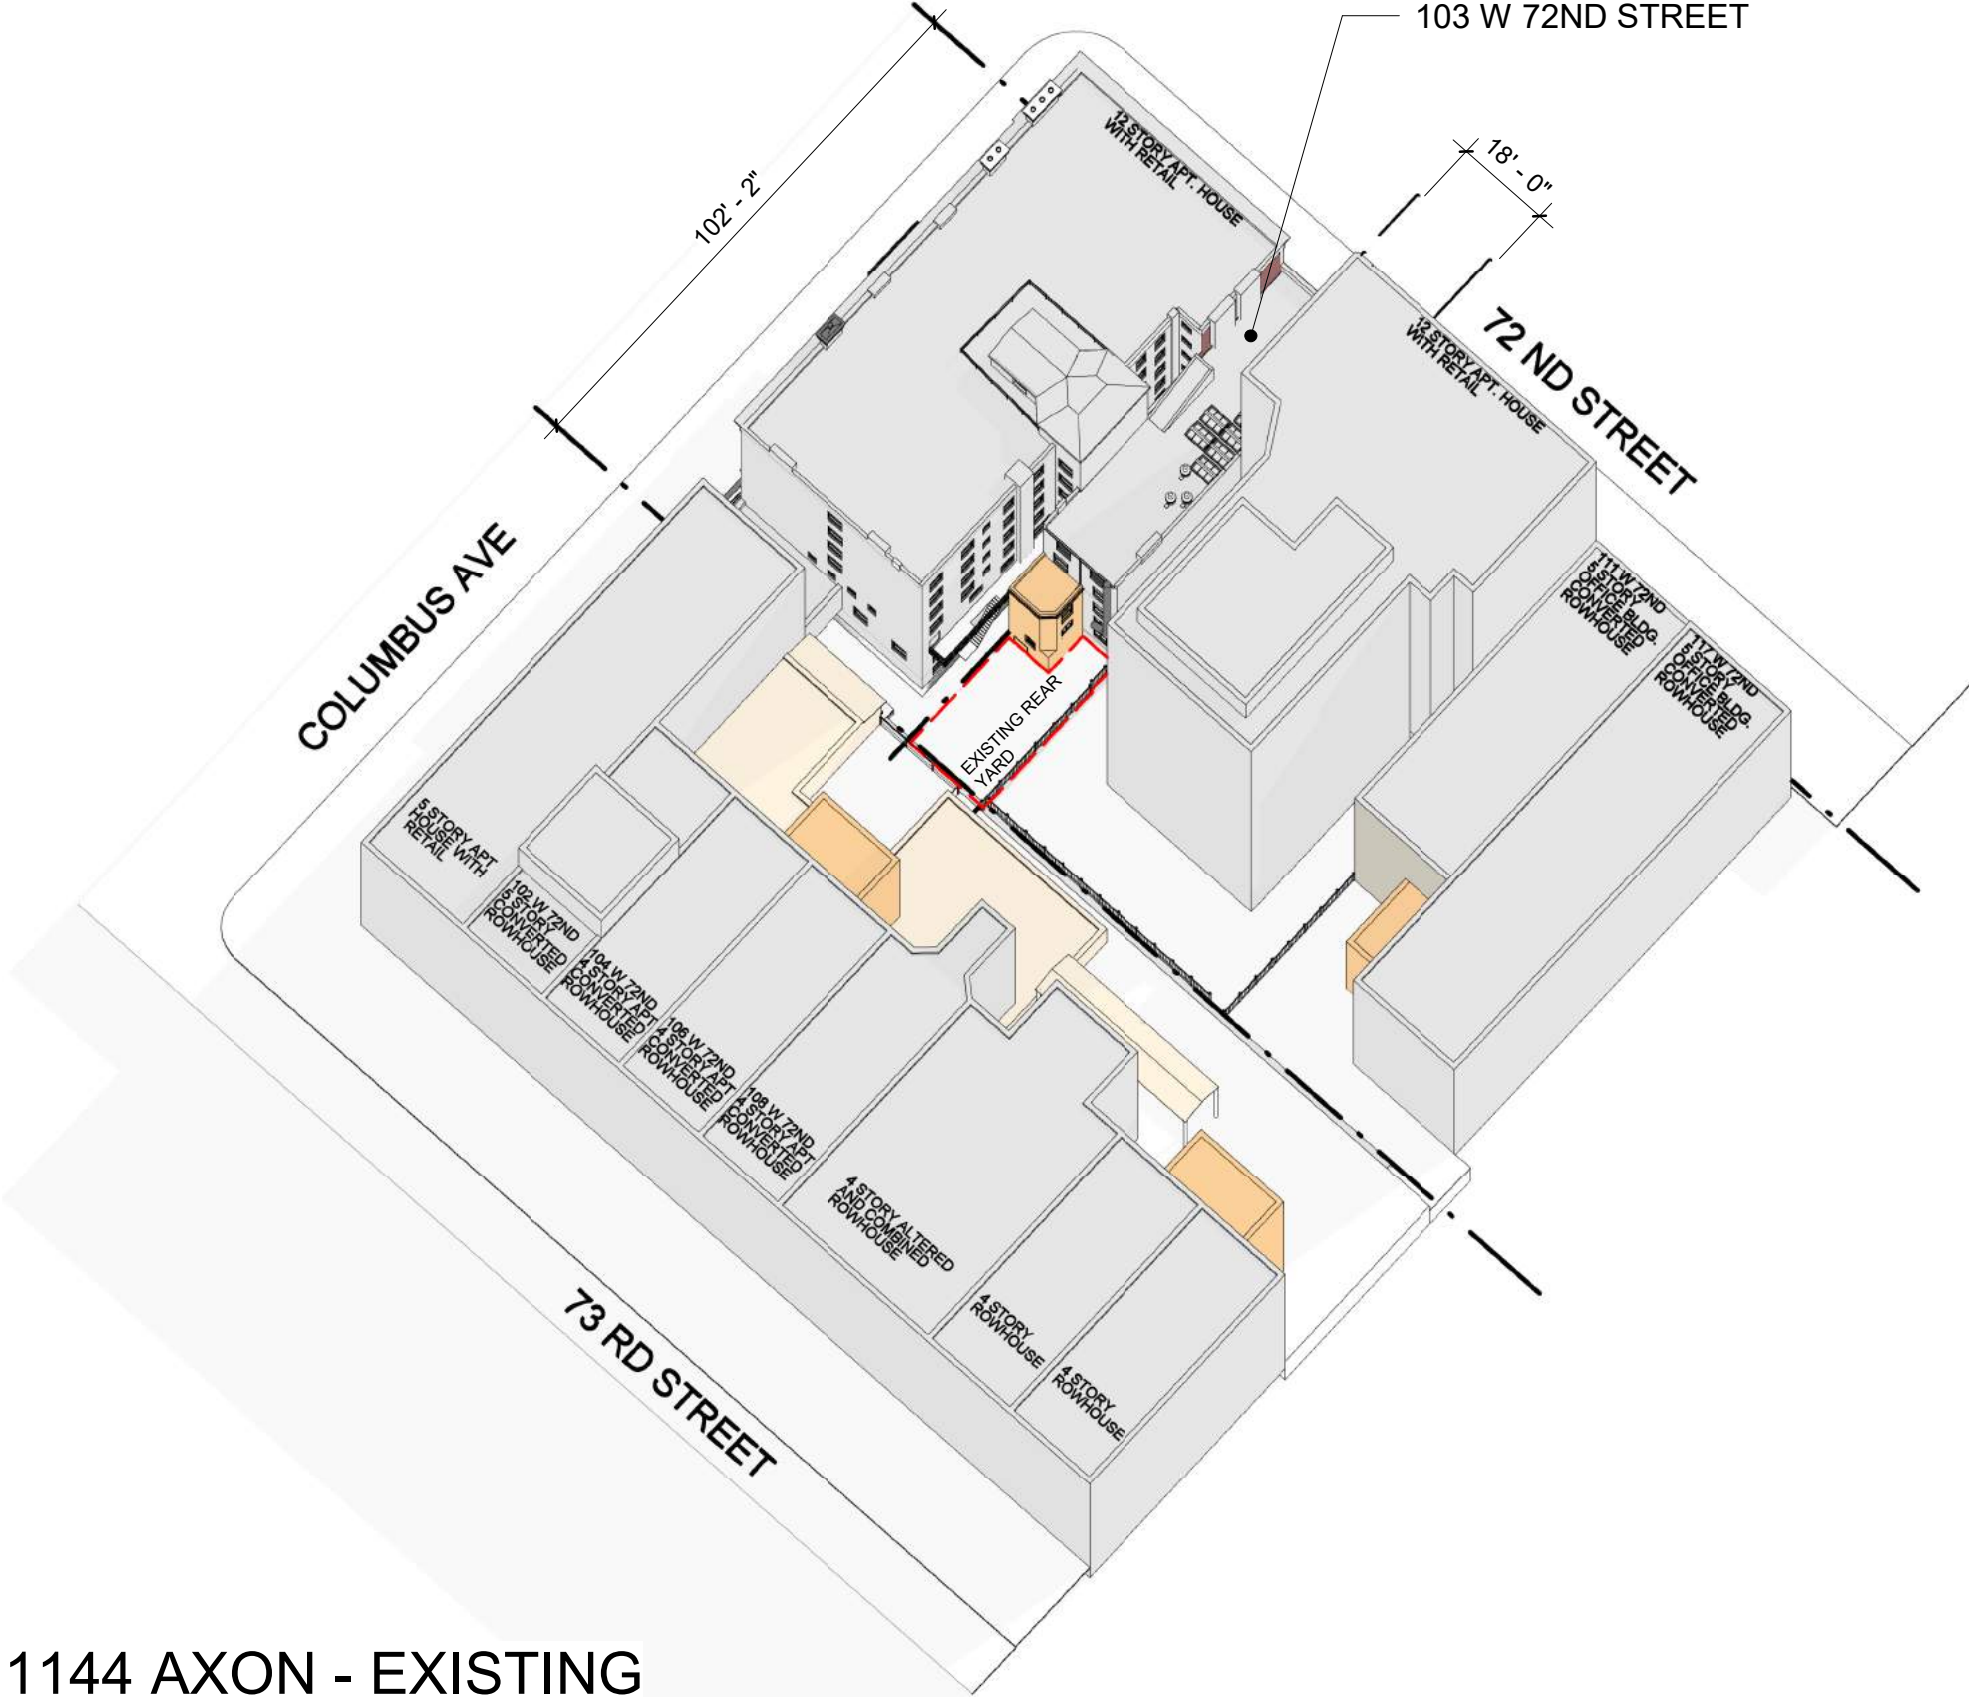 103 W 72ND STREET
12 STORY APT. HOUSE
WITH RETAIL
18' - 0"
102' - 2"
72 ND STREET
12 STORY APT. HOUSE
WITH RETAIL
COLUMBUS AVE
111 W 72ND
5 STORY
OFFICE BLDG.
CONVERTED
ROWHOUSE
117 W 72ND
5 STORY
OFFICE BLDG.
CONVERTED
ROWHOUSE
EXISTING REAR
YARD
5 STORY APT
HOUSE WITH
RETAIL
102 W 72ND
5 STORY
CONVERTED
ROWHOUSE
104 W 72ND
4 STORY APT
CONVERTED
ROWHOUSE
106 W 72ND
4 STORY APT
CONVERTED
ROWHOUSE
108 W 72ND
4 STORY APT
CONVERTED
ROWHOUSE
4 STORY ALTERED
AND COMBINED
ROWHOUSE
4 STORY
ROWHOUSE
4 STORY
ROWHOUSE
73 RD STREET
1144 AXON - EXISTING